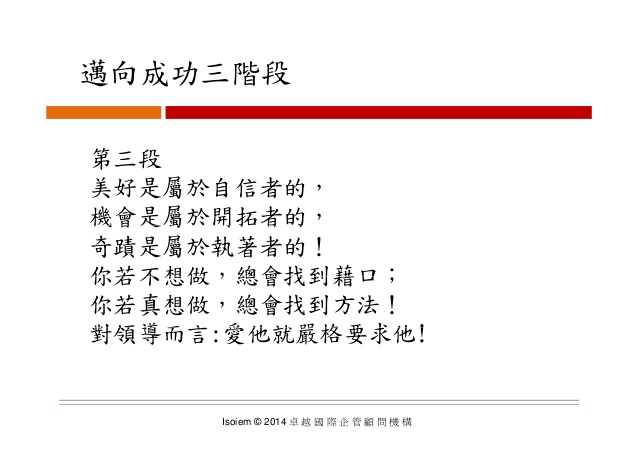 邁向成功三階段
第三段
美好是屬於自信者的，
機會是屬於開拓者的，
奇蹟是屬於執著者的！
你若不想做，總會找到藉口；
你若真想做，總會找到方法！
對領導而言:愛他就嚴格要求他!
Isoiem © 2014 卓越國際企管顧問機構